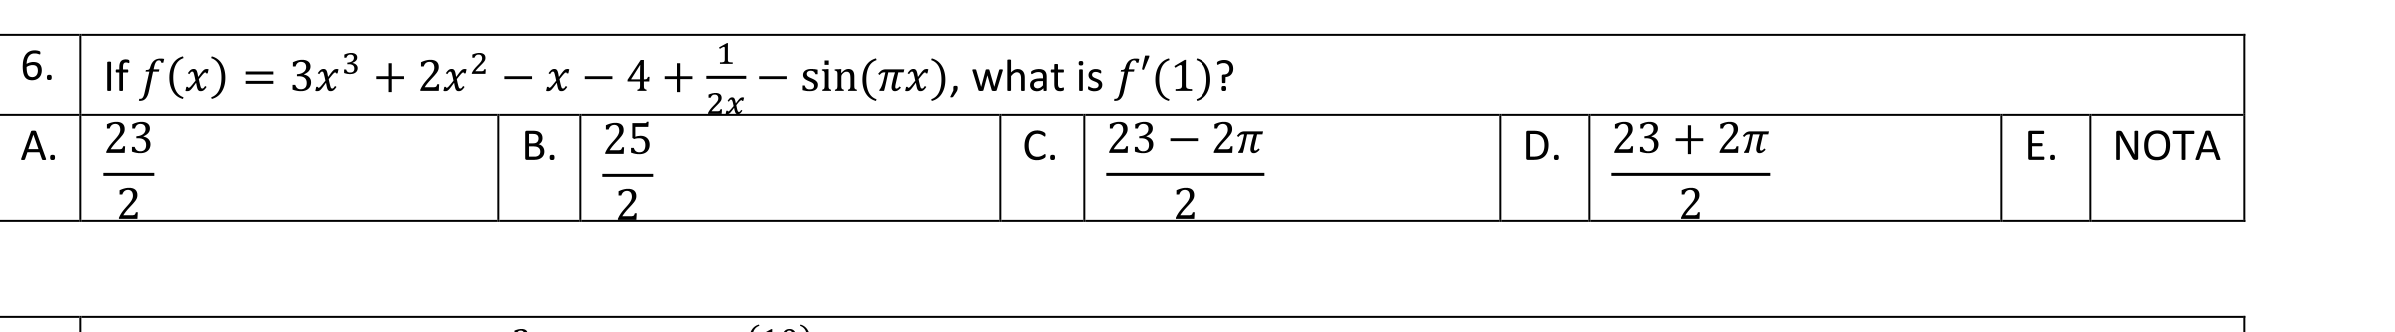 6. If f(x) = 3x³ + 2x² − x − 4 + 1/(2x) − sin(πx), what is f′(1)?
A. 23/2 B. 25/2 C. (23 − 2π)/2 D. (23 + 2π)/2 E. NOTA